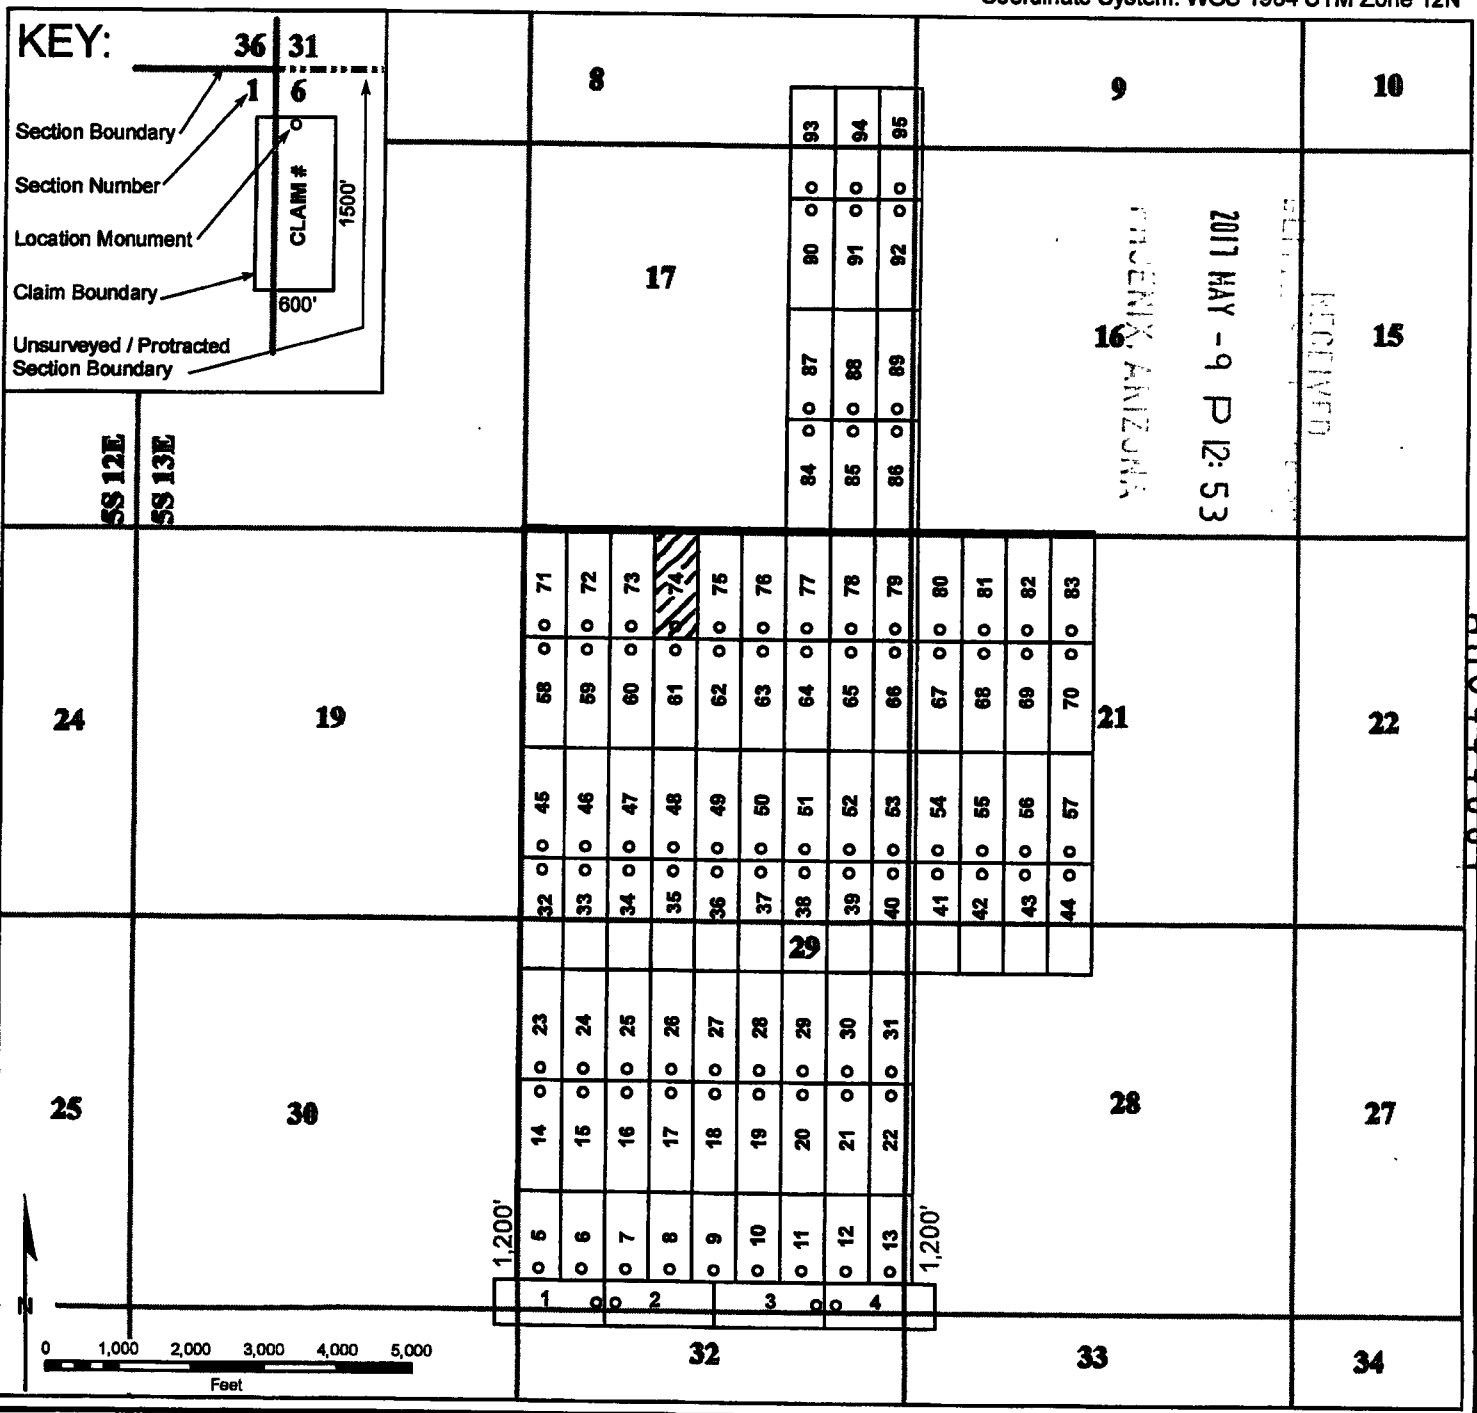 Coordinate System: WGS 1984 UTM Zone 12N
KEY:
36 31
1 6
Section Boundary
Section Number
Location Monument
Claim Boundary
Unsurveyed / Protracted
Section Boundary
CLAIM #
1500'
600'
8
9
10
93 94 95
17
90 91 92
16
15
87 88 89
84 85 86
RECEIVED
2017 MAY -9 P 12:53
PHOENIX, ARIZONA
5S 12E
5S 13E
71 72 73 74 75 76 77 78 79 80 81 82 83
24
19
58 59 60 61 62 63 64 65 66 67 68 69 70
21
22
45 46 47 48 49 50 51 52 53 54 55 56 57
32 33 34 35 36 37 38 39 40 41 42 43 44
29
23 24 25 26 27 28 29 30 31
25
30
28
27
14 15 16 17 18 19 20 21 22
1,200'
5 6 7 8 9 10 11 12 13
1,200'
1 2 3 4
N
0 1,000 2,000 3,000 4,000 5,000
Feet
32
33
34